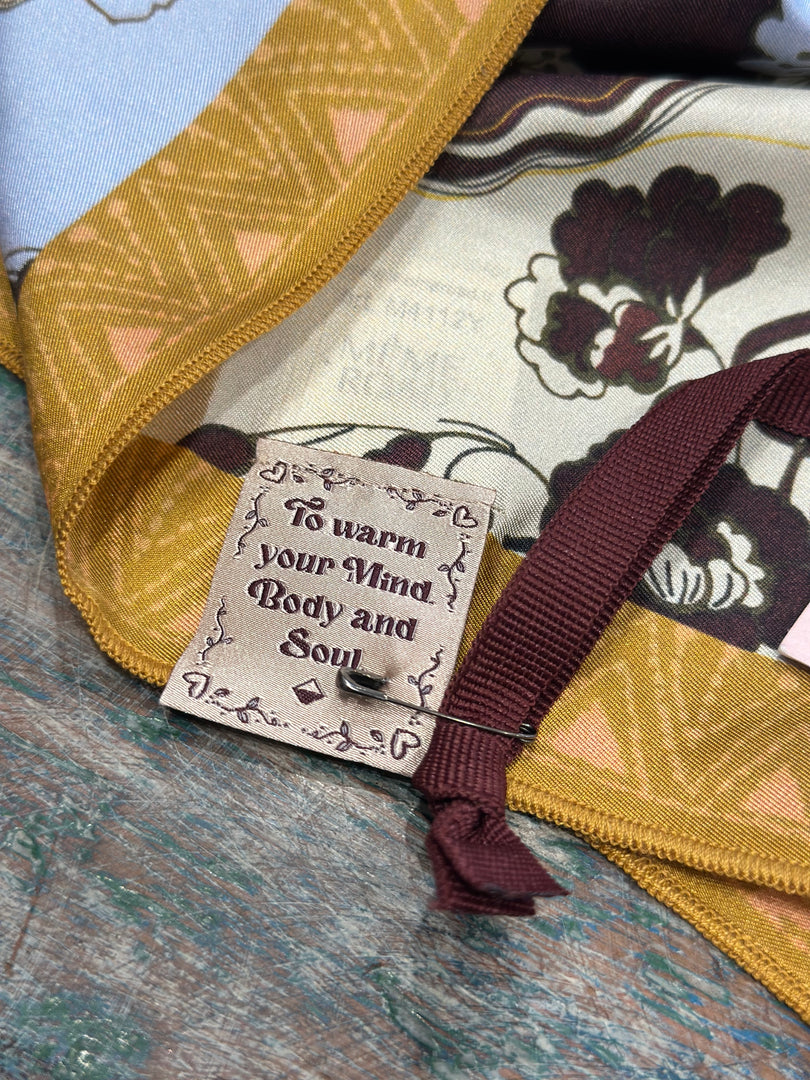 To warm
your Mind
Body and
Soul